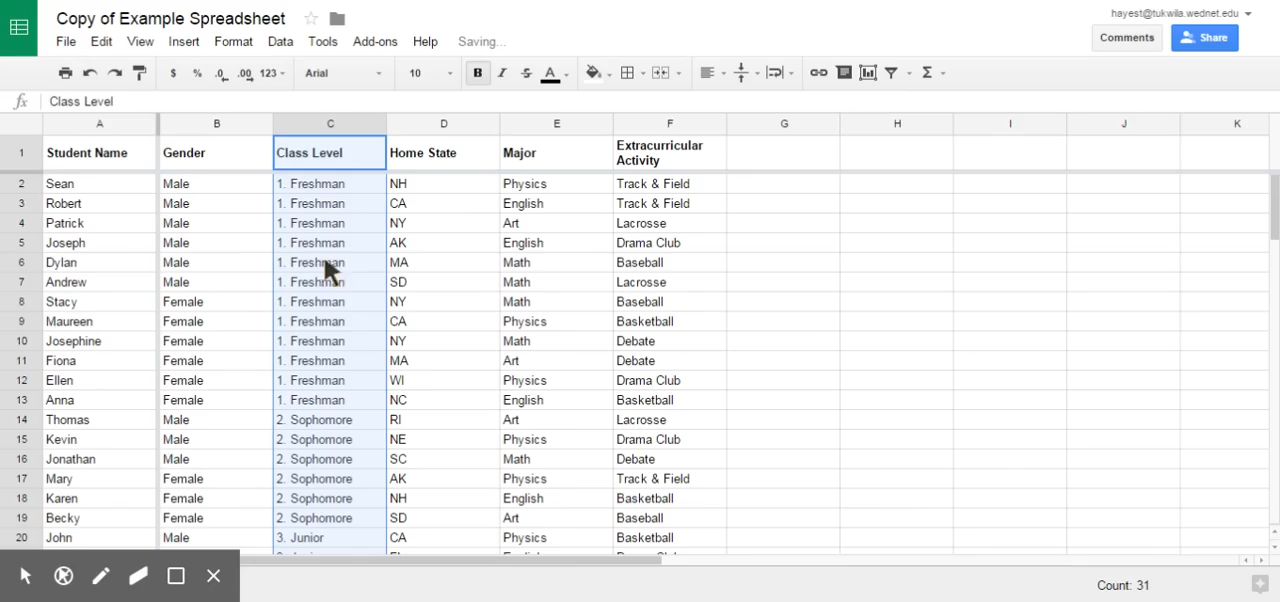 Copy of Example Spreadsheet
hayest@tukwila.wednet.edu
File Edit View Insert Format Data Tools Add-ons Help Saving...
Comments Share
$ % .0 .00 123 Arial 10 B I S A Σ
fx Class Level
A B C D E F G H I J K
1 Student Name Gender Class Level Home State Major Extracurricular
Activity
2 Sean Male 1. Freshman NH Physics Track & Field
3 Robert Male 1. Freshman CA English Track & Field
4 Patrick Male 1. Freshman NY Art Lacrosse
5 Joseph Male 1. Freshman AK English Drama Club
6 Dylan Male 1. Freshman MA Math Baseball
7 Andrew Male 1. Freshman SD Math Lacrosse
8 Stacy Female 1. Freshman NY Math Baseball
9 Maureen Female 1. Freshman CA Physics Basketball
10 Josephine Female 1. Freshman NY Math Debate
11 Fiona Female 1. Freshman MA Art Debate
12 Ellen Female 1. Freshman WI Physics Drama Club
13 Anna Female 1. Freshman NC English Basketball
14 Thomas Male 2. Sophomore RI Art Lacrosse
15 Kevin Male 2. Sophomore NE Physics Drama Club
16 Jonathan Male 2. Sophomore SC Math Debate
17 Mary Female 2. Sophomore AK Physics Track & Field
18 Karen Female 2. Sophomore NH English Basketball
19 Becky Female 2. Sophomore SD Art Baseball
20 John Male 3. Junior CA Physics Basketball
Count: 31